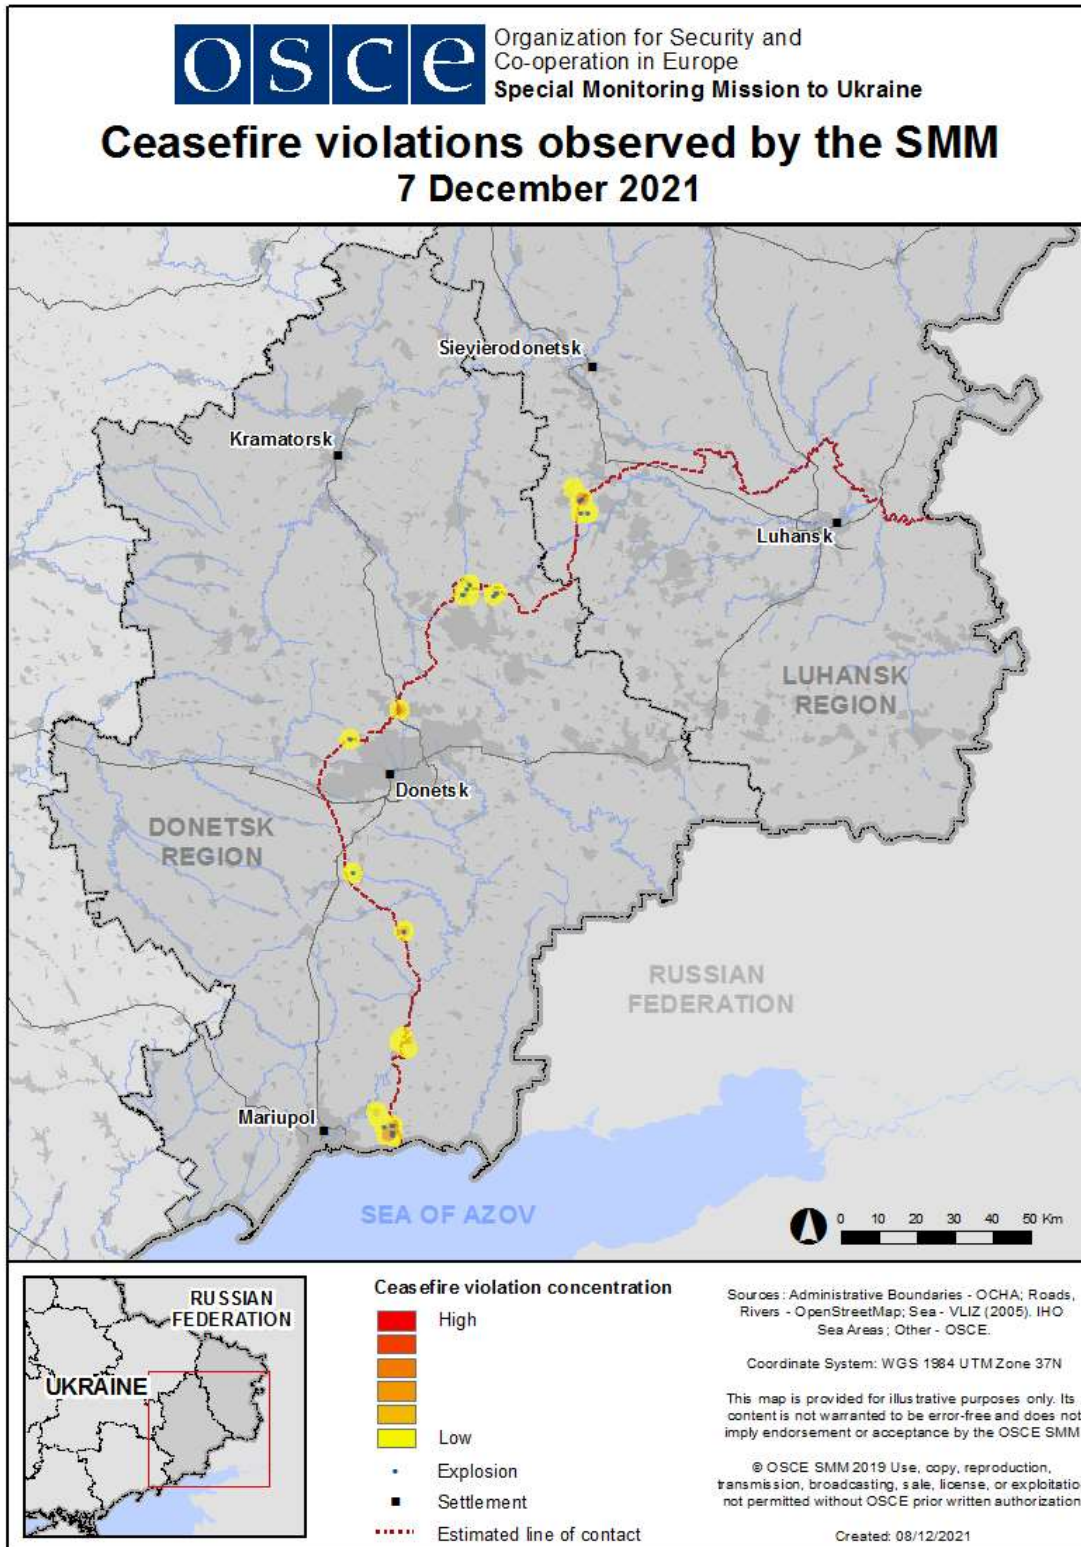 osce
Organization for Security and
Co-operation in Europe
Special Monitoring Mission to Ukraine
Ceasefire violations observed by the SMM
7 December 2021
Sievierodonetsk
Kramatorsk
Luhansk
LUHANSK
REGION
Donetsk
DONETSK
REGION
RUSSIAN
FEDERATION
Mariupol
SEA OF AZOV
0 10 20 30 40 50 Km
RUSSIAN
FEDERATION
UKRAINE
Ceasefire violation concentration
High
Low
Explosion
Settlement
Estimated line of contact
Sources: Administrative Boundaries - OCHA; Roads,
Rivers - OpenStreetMap; Sea - VLIZ (2005). IHO
Sea Areas; Other - OSCE.
Coordinate System: WGS 1984 UTM Zone 37N
This map is provided for illustrative purposes only. Its
content is not warranted to be error-free and does not
imply endorsement or acceptance by the OSCE SMM
© OSCE SMM 2019 Use, copy, reproduction,
transmission, broadcasting, sale, license, or exploitatio
not permitted without OSCE prior written authorization
Created: 08/12/2021